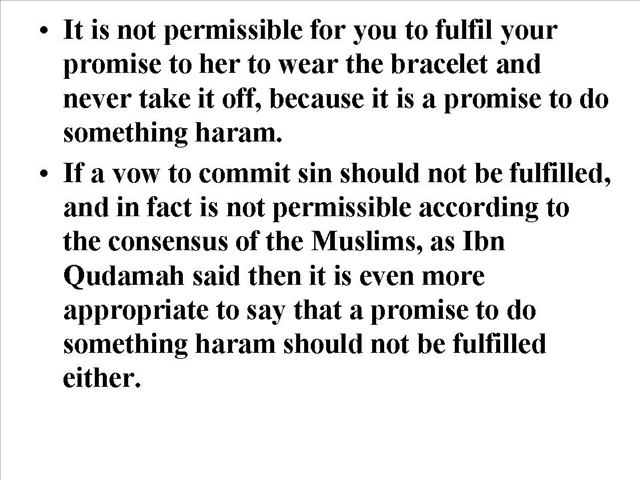 • It is not permissible for you to fulfil your
promise to her to wear the bracelet and
never take it off, because it is a promise to do
something haram.
• If a vow to commit sin should not be fulfilled,
and in fact is not permissible according to
the consensus of the Muslims, as Ibn
Qudamah said then it is even more
appropriate to say that a promise to do
something haram should not be fulfilled
either.